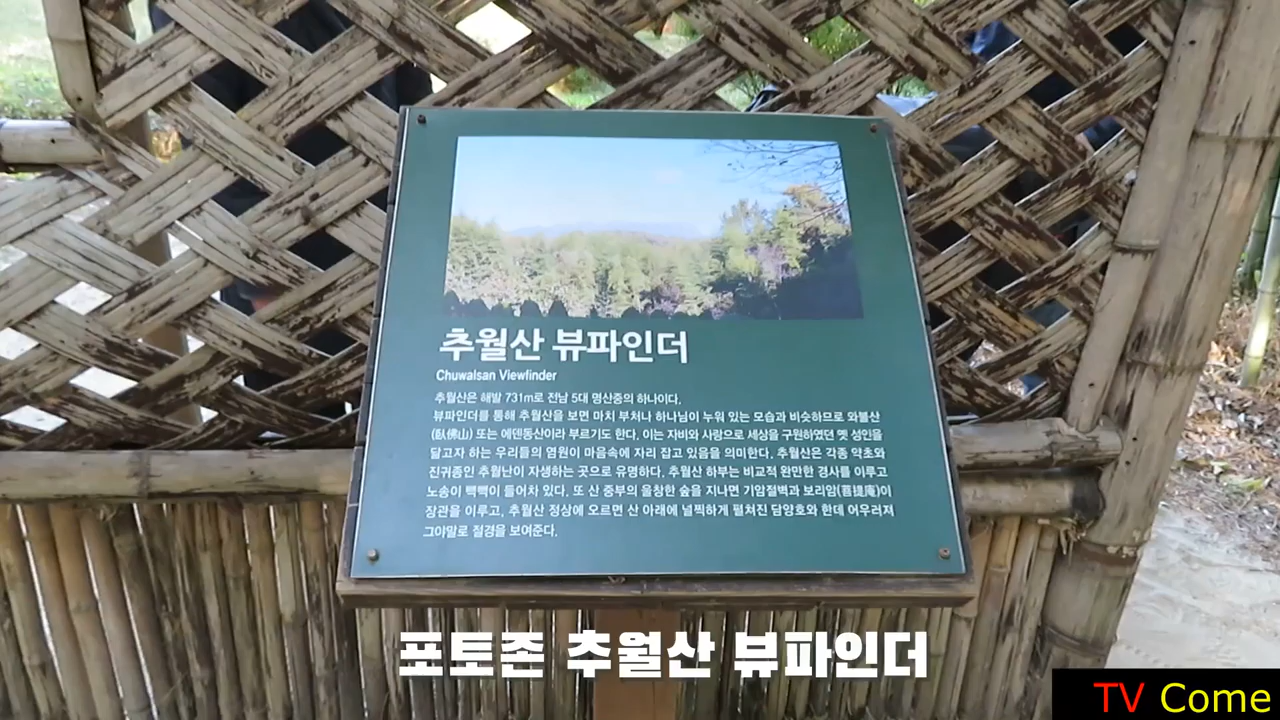 추월산 뷰파인더
Chuwalsan Viewfinder
추월산은 해발 731m로 전남 5대 명산중의 하나이다.
뷰파인더를 통해 추월산을 보면 마치 부처나 하나님이 누워 있는 모습과 비슷하므로 와불산
(臥佛山) 또는 에덴동산이라 부르기도 한다. 이는 자비와 사랑으로 세상을 구원하였던 옛 성인을
닮고자 하는 우리들의 염원이 마음속에 자리 잡고 있음을 의미한다. 추월산은 각종 약초와
진귀종인 추월난이 자생하는 곳으로 유명하다. 추월산 하부는 비교적 완만한 경사를 이루고
노송이 빽빽이 들어차 있다. 또 산 중부의 울창한 숲을 지나면 기암절벽과 보리암(菩提庵)이
장관을 이루고, 추월산 정상에 오르면 산 아래에 널찍하게 펼쳐진 담양호와 한데 어우러져
그야말로 절경을 보여준다.
포토존 추월산 뷰파인더
TV Come